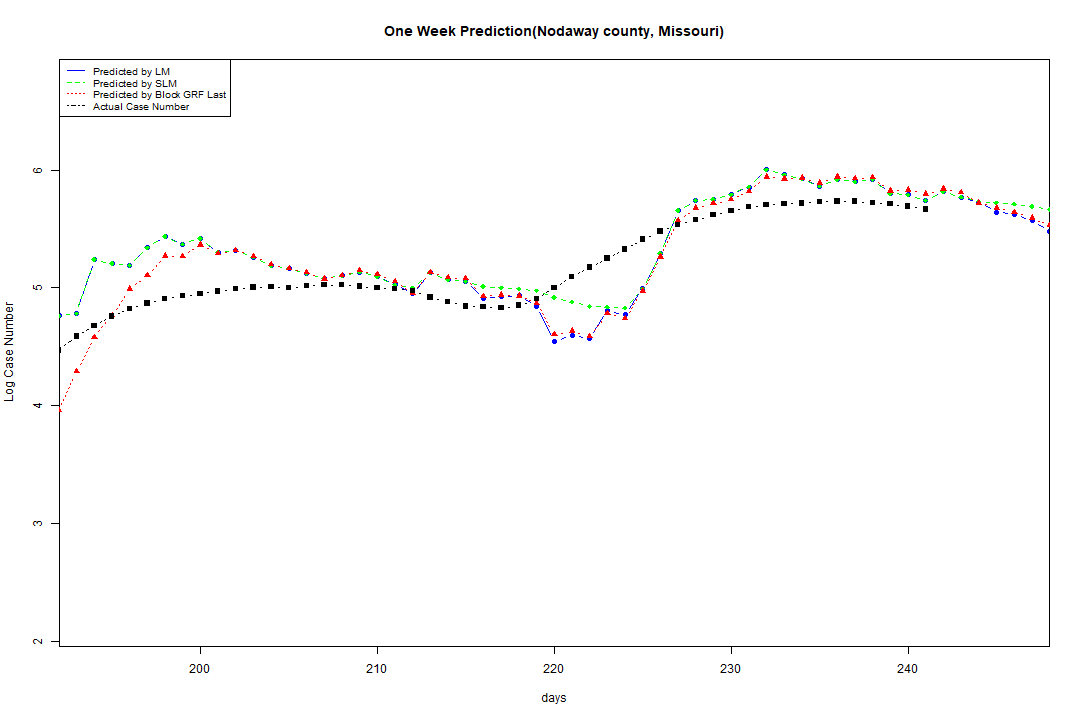 One Week Prediction(Nodaway county, Missouri)
Predicted by LM
Predicted by SLM
Predicted by Block GRF Last
Actual Case Number
Log Case Number
6
5
4
3
2
200 210 220 230 240
days